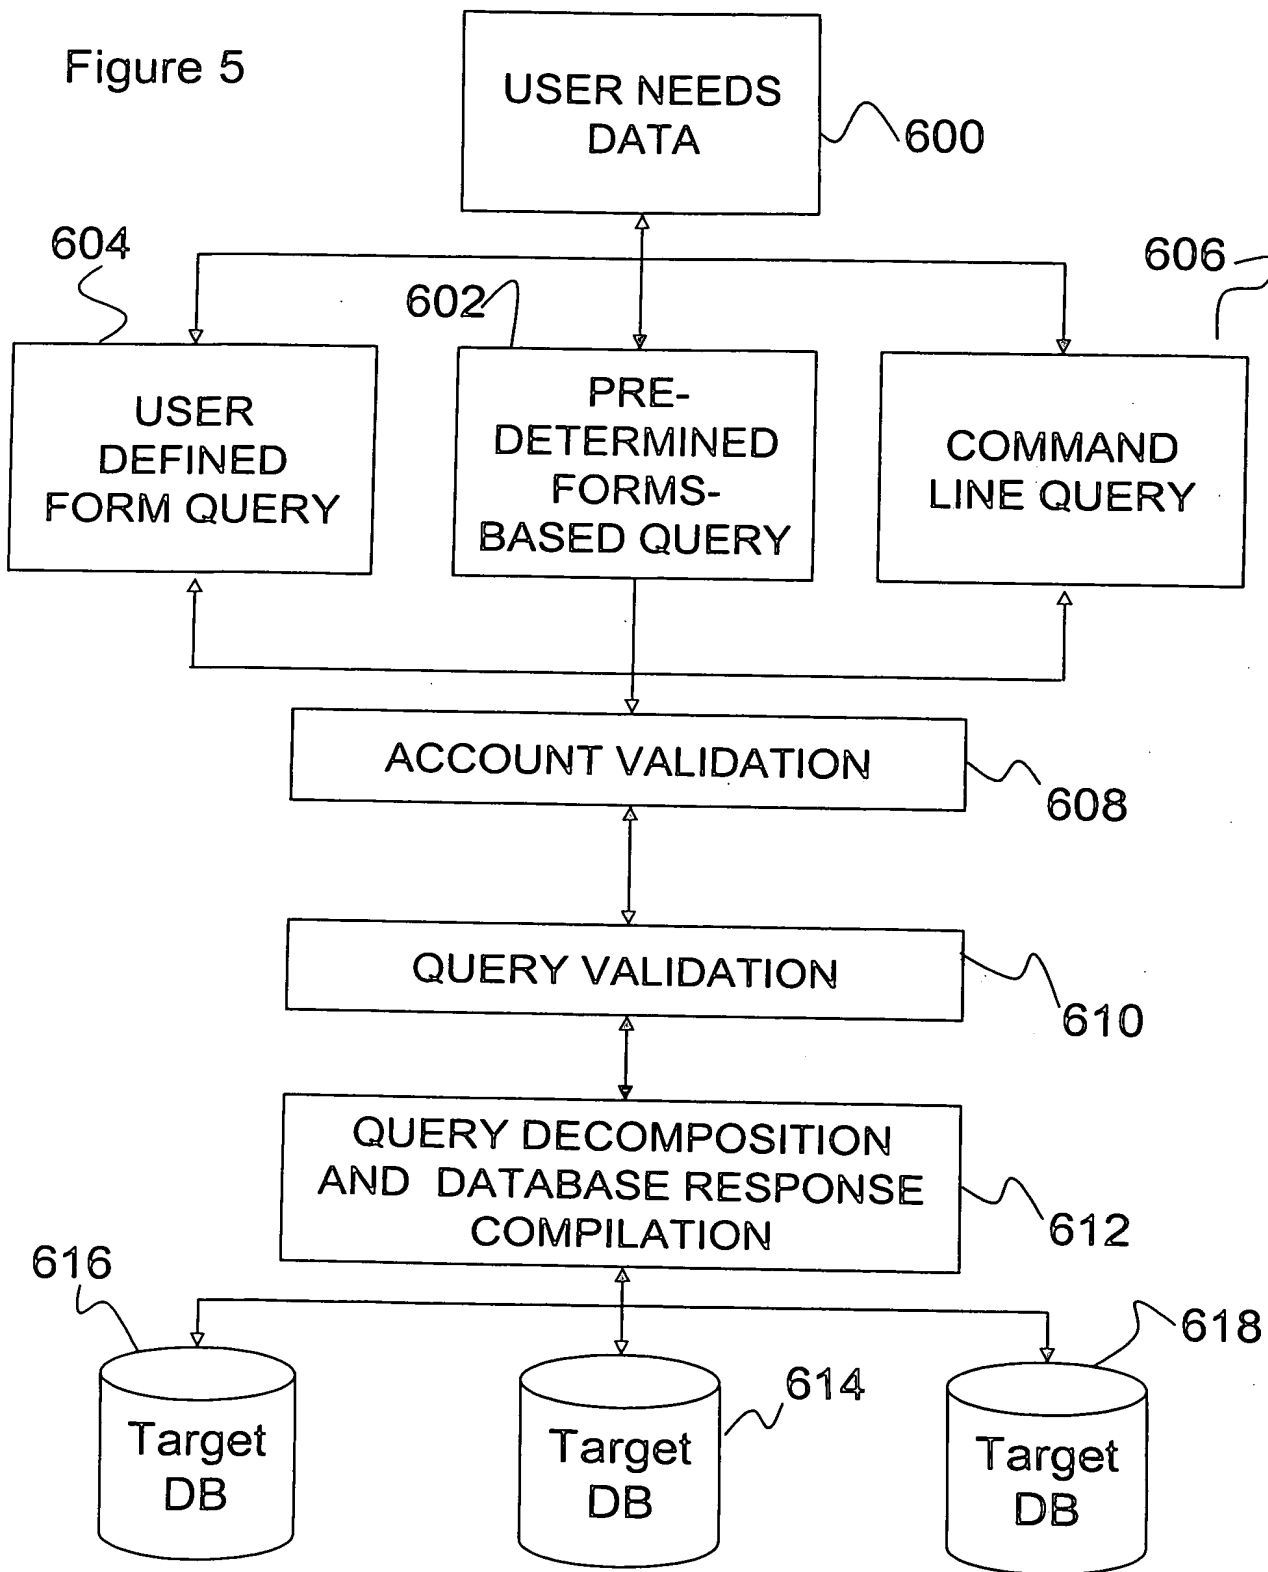 Figure 5
USER NEEDS
DATA
600
604
602
606
USER
DEFINED
FORM QUERY
PRE-
DETERMINED
FORMS-
BASED QUERY
COMMAND
LINE QUERY
ACCOUNT VALIDATION
608
QUERY VALIDATION
610
QUERY DECOMPOSITION
AND DATABASE RESPONSE
COMPILATION
612
616
614
618
Target
DB
Target
DB
Target
DB